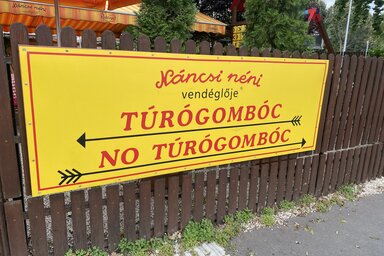 Náncsi néni
vendéglője®
TÚRÓGOMBÓC
NO TÚRÓGOMBÓC